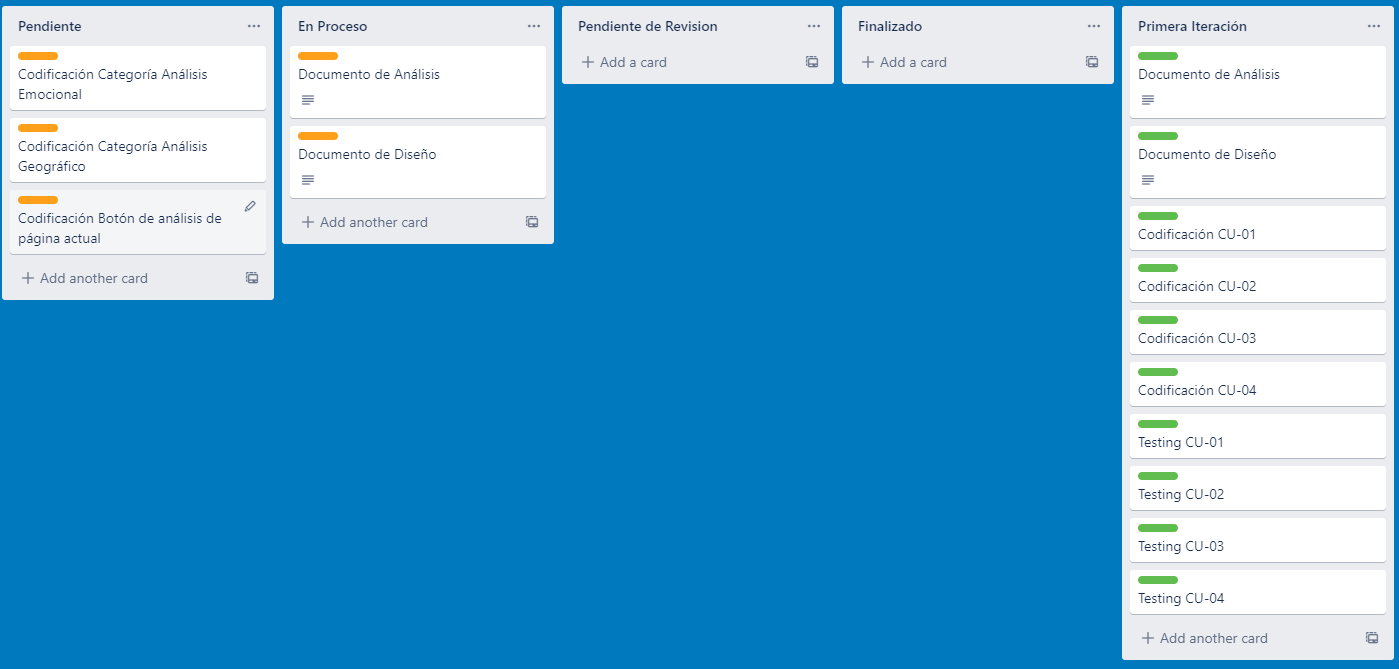 Pendiente
Codificación Categoría Análisis
Emocional
Codificación Categoría Análisis
Geográfico
Codificación Botón de análisis de
página actual
Add another card
En Proceso
Documento de Análisis
Documento de Diseño
Add another card
Pendiente de Revision
Add a card
Finalizado
Add a card
Primera Iteración
Documento de Análisis
Documento de Diseño
Codificación CU-01
Codificación CU-02
Codificación CU-03
Codificación CU-04
Testing CU-01
Testing CU-02
Testing CU-03
Testing CU-04
Add another card